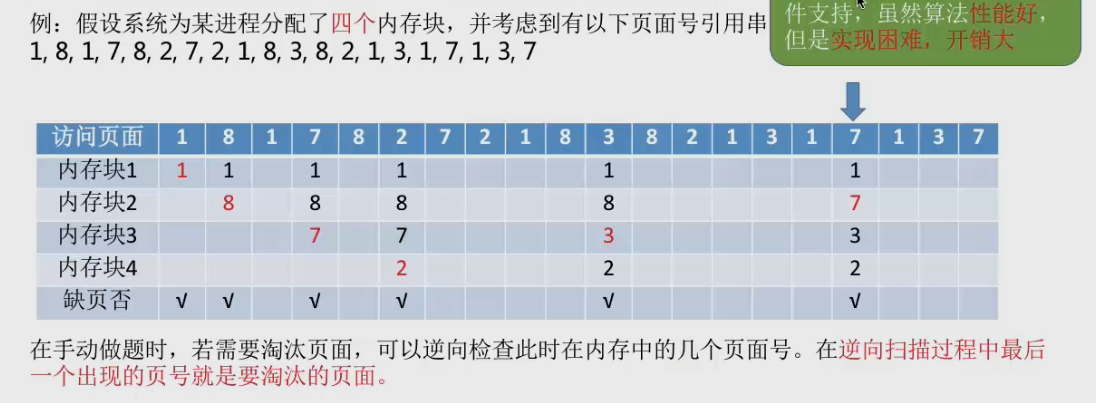 例：假设系统为某进程分配了四个内存块，并考虑到有以下页面号引用串
1, 8, 1, 7, 8, 2, 7, 2, 1, 8, 3, 8, 2, 1, 3, 1, 7, 1, 3, 7
件支持，虽然算法性能好，
但是实现困难，开销大
访问页面 1 8 1 7 8 2 7 2 1 8 3 8 2 1 3 1 7 1 3 7
内存块1 1 1 1 1 1 1
内存块2 8 8 8 8 7
内存块3 7 7 3 3
内存块4 2 2 2
缺页否 √ √ √ √ √ √
在手动做题时，若需要淘汰页面，可以逆向检查此时在内存中的几个页面号。在逆向扫描过程中最后
一个出现的页号就是要淘汰的页面。